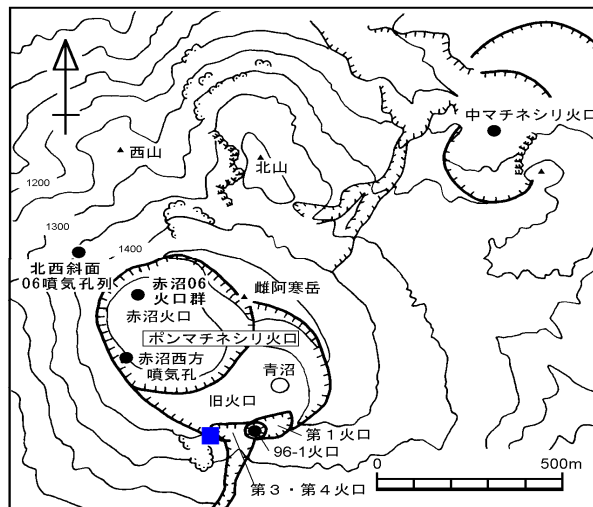 中マチネシリ火口
西山
北山
1200
1300
1400
北西斜面
06噴気孔列
赤沼06
火口群
赤沼火口
雌阿寒岳
ポンマチネシリ火口
赤沼西方
噴気孔
青沼
旧火口
第1火口
96-1火口
第3・第4火口
0
500m